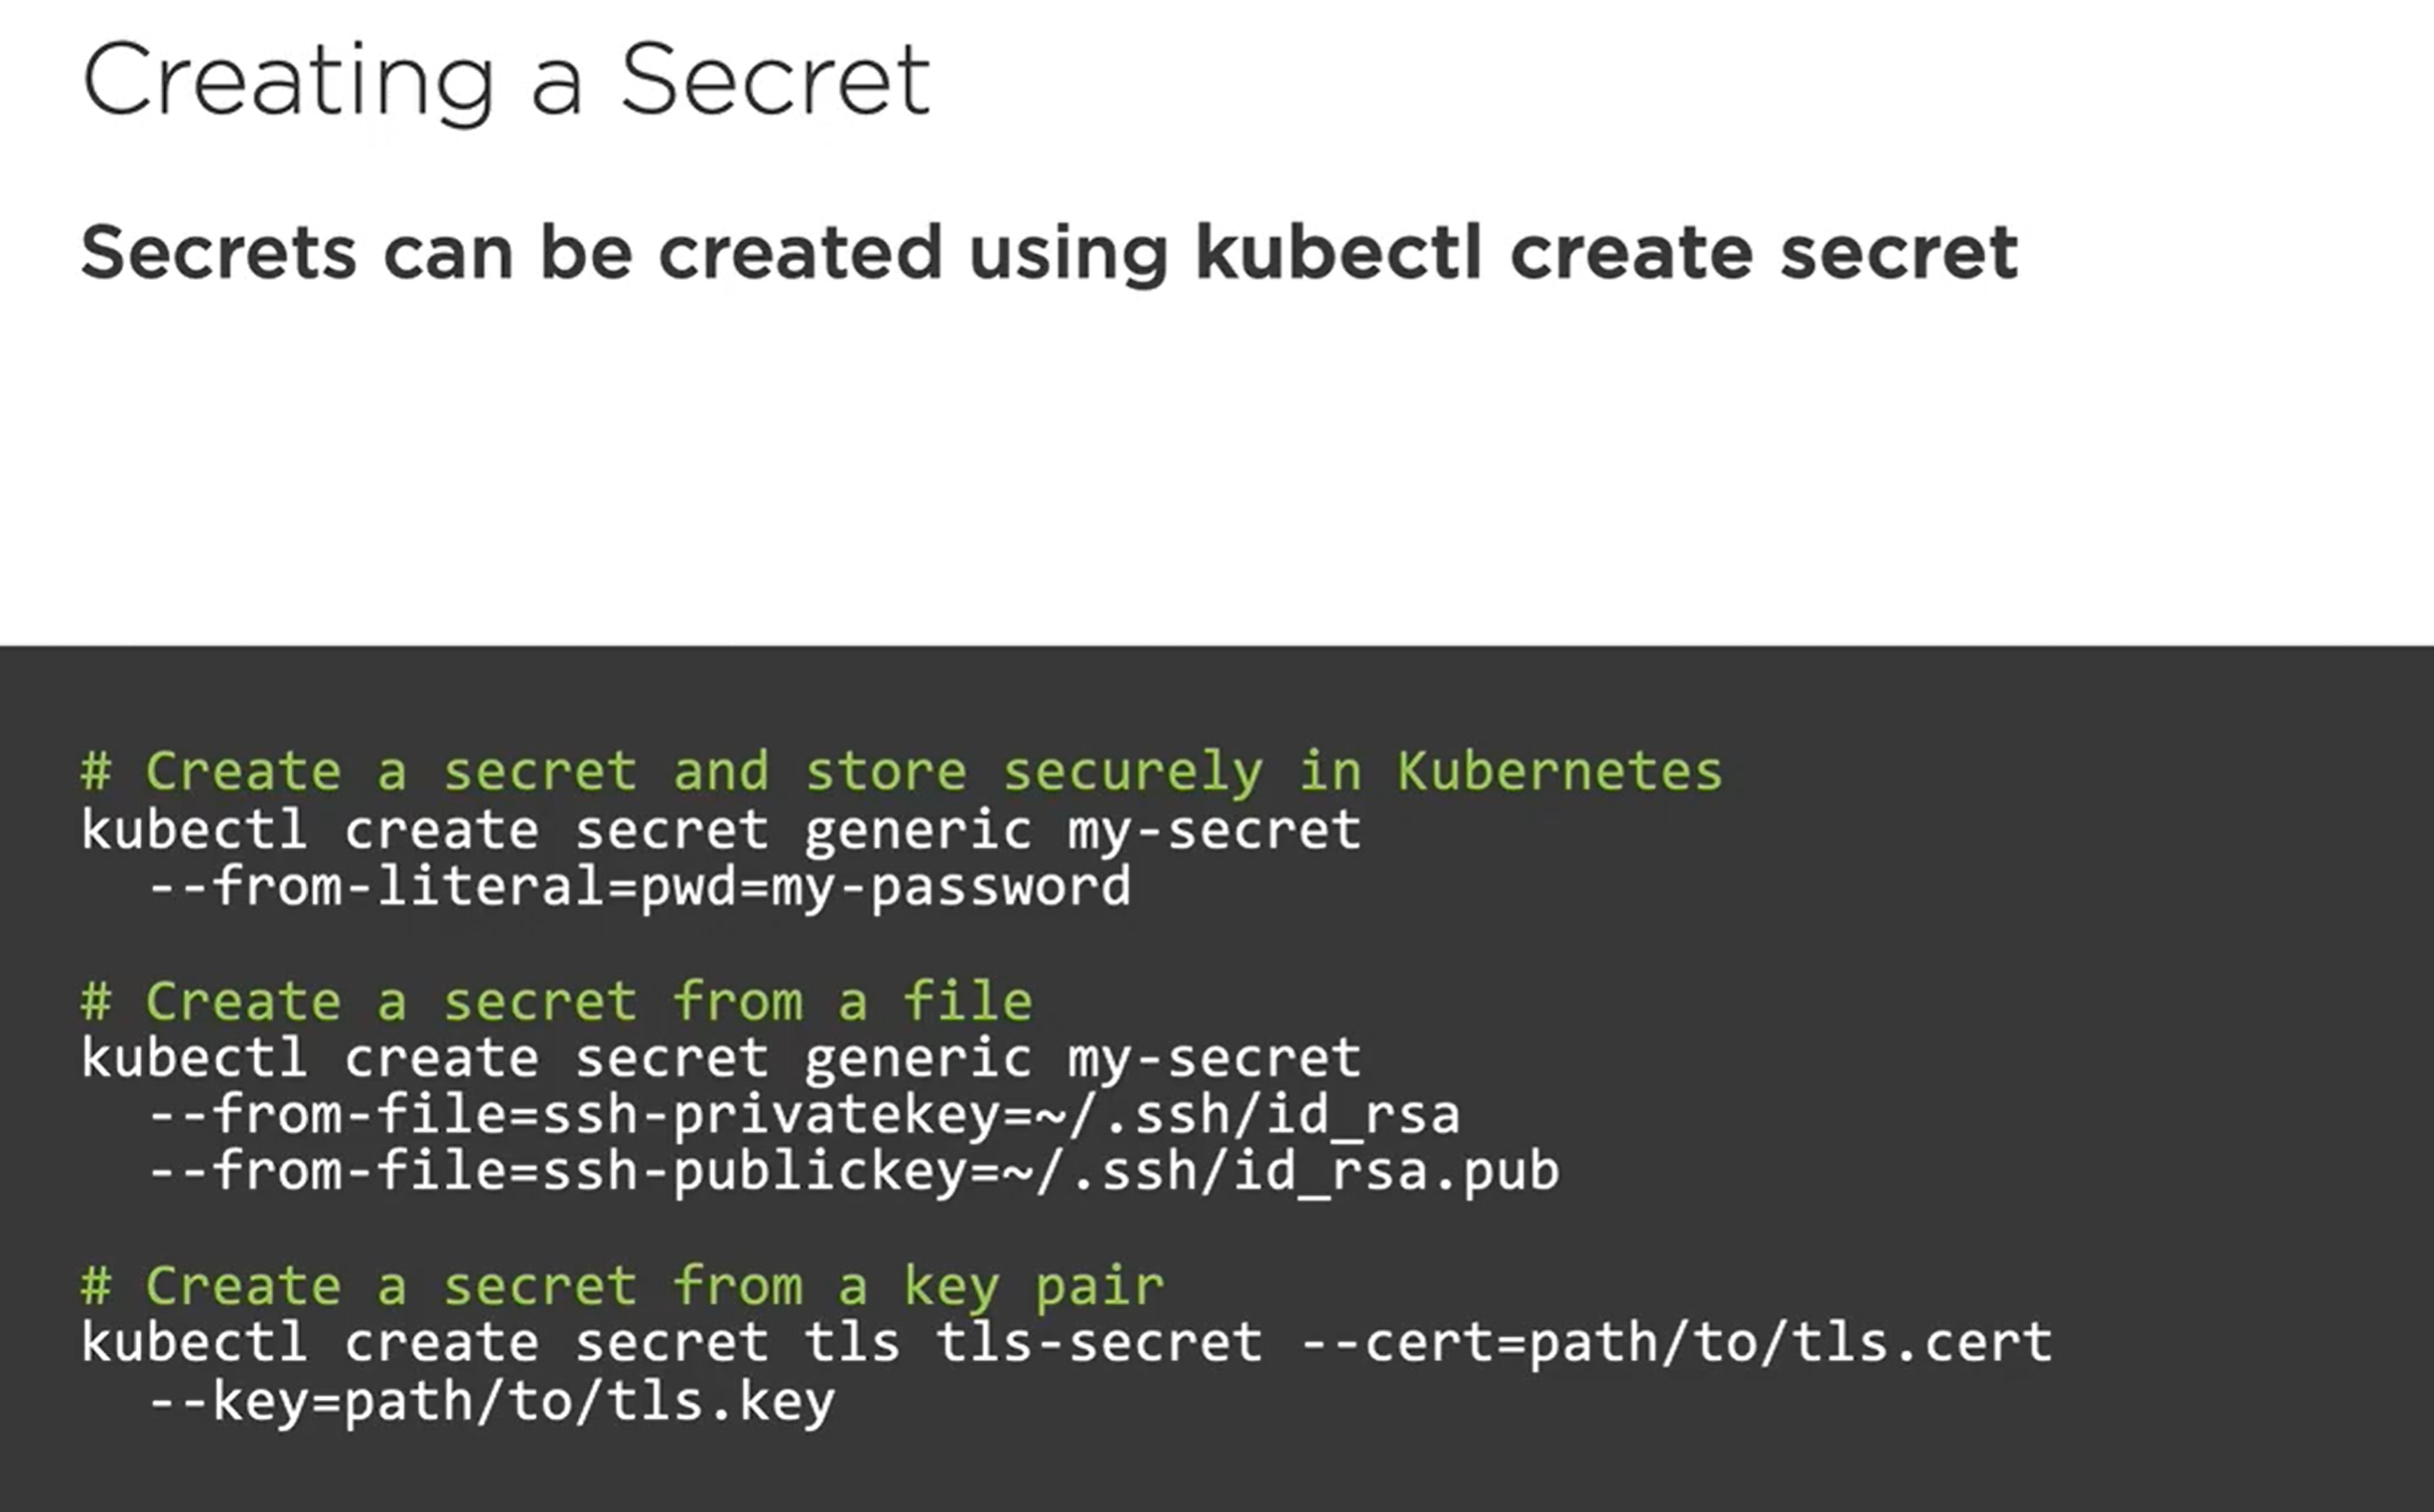 Creating a Secret
Secrets can be created using kubectl create secret
# Create a secret and store securely in Kubernetes
kubectl create secret generic my-secret
--from-literal=pwd=my-password
# Create a secret from a file
kubectl create secret generic my-secret
--from-file=ssh-privatekey=~/.ssh/id_rsa
--from-file=ssh-publickey=~/.ssh/id_rsa.pub
# Create a secret from a key pair
kubectl create secret tls tls-secret --cert=path/to/tls.cert
--key=path/to/tls.key